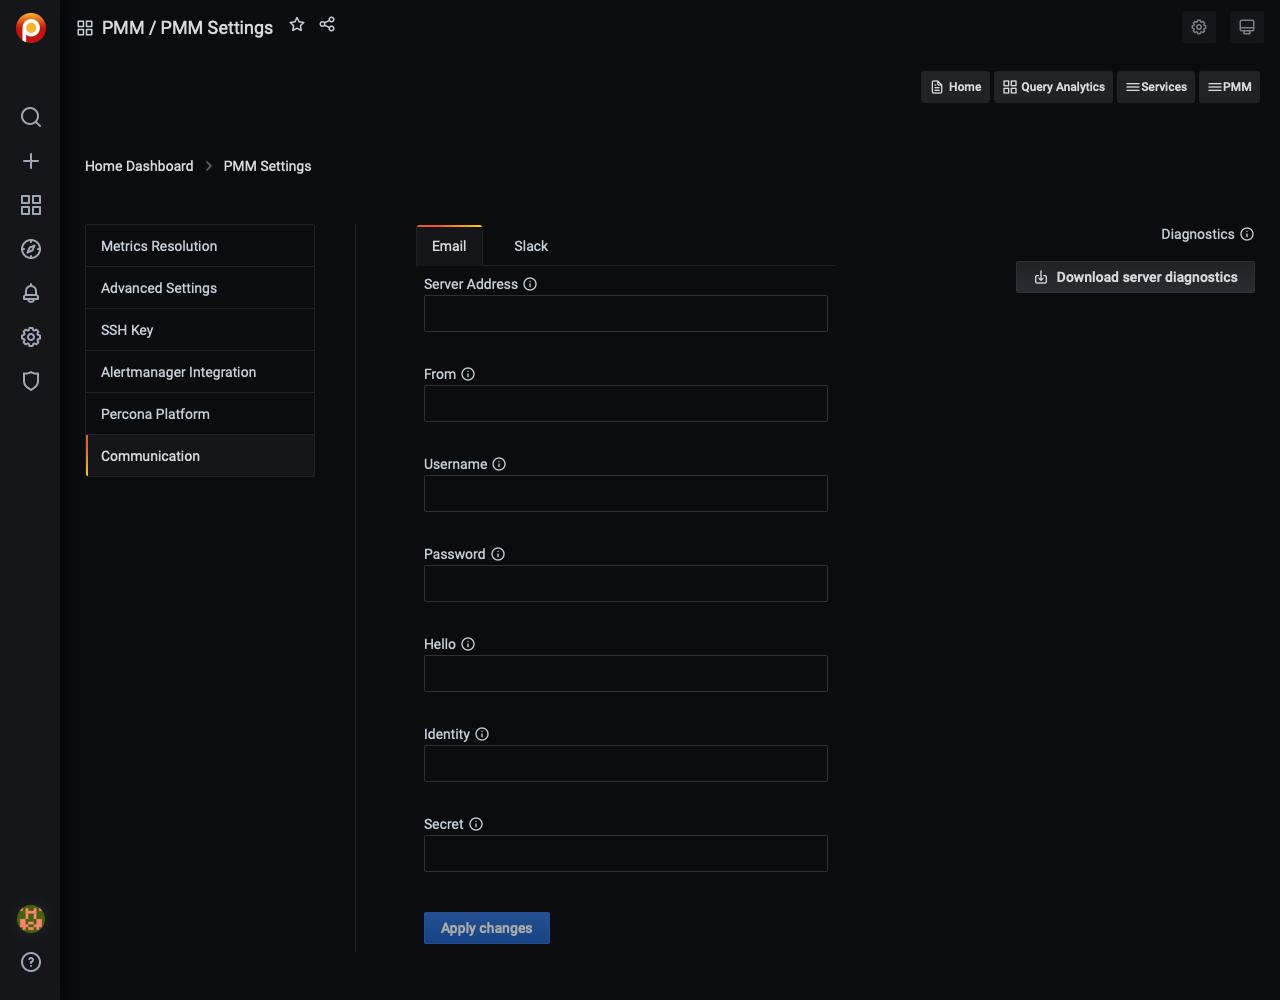 PMM / PMM Settings
Home
Query Analytics
Services
PMM
Home Dashboard
PMM Settings
Metrics Resolution
Advanced Settings
SSH Key
Alertmanager Integration
Percona Platform
Communication
Email
Slack
Server Address
From
Username
Password
Hello
Identity
Secret
Apply changes
Diagnostics
Download server diagnostics